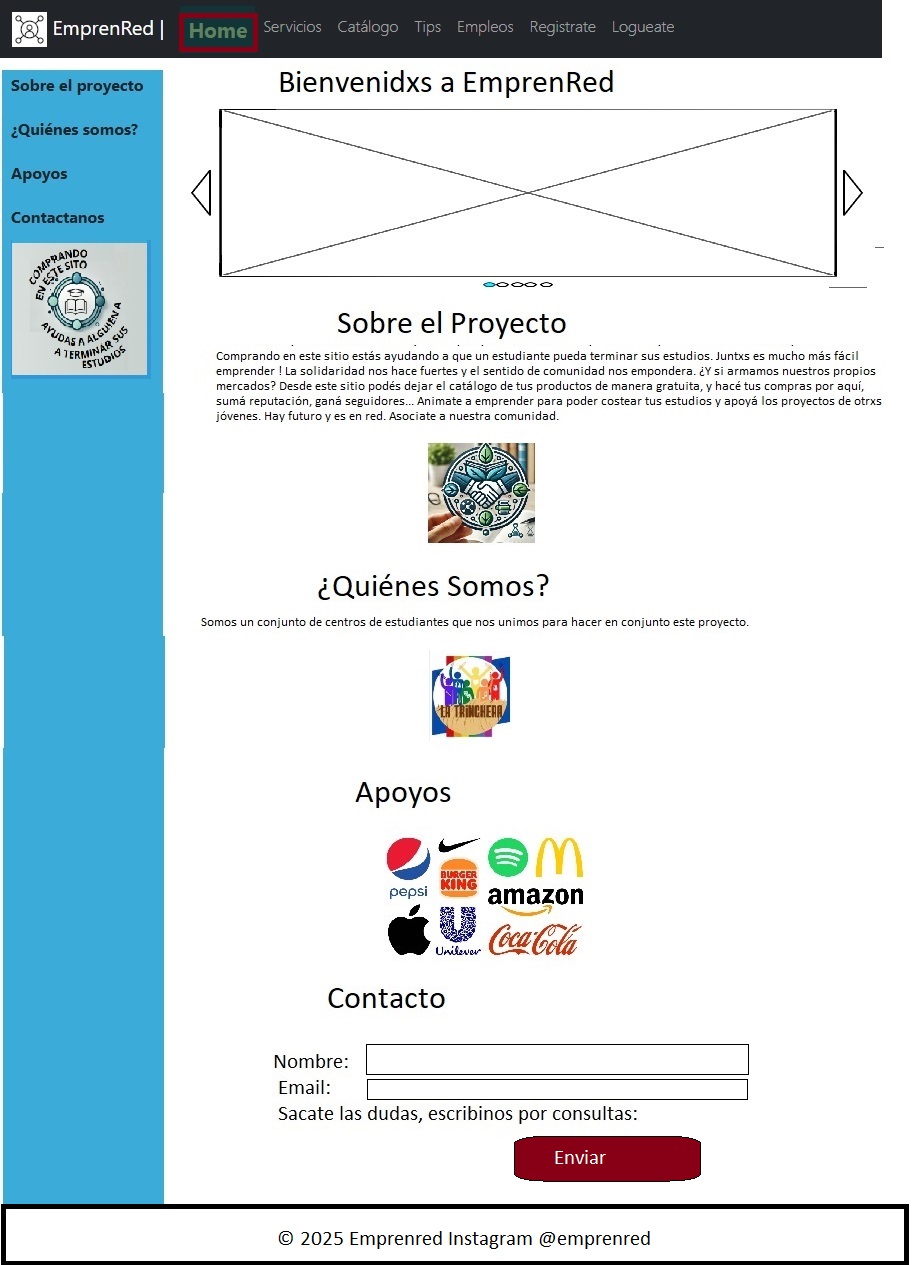 EmprenRed |
Home
Servicios
Catálogo
Tips
Empleos
Registrate
Logueate
Sobre el proyecto
¿Quiénes somos?
Apoyos
Contactanos
COMPRANDO
EN ESTE SITO
AYUDAS A ALGUIEN A
A TERMINAR SUS
ESTUDIOS
Bienvenidxs a EmprenRed
Sobre el Proyecto
Comprando en este sitio estás ayudando a que un estudiante pueda terminar sus estudios. Juntxs es mucho más fácil
emprender ! La solidaridad nos hace fuertes y el sentido de comunidad nos empondera. ¿Y si armamos nuestros propios
mercados? Desde este sitio podés dejar el catálogo de tus productos de manera gratuita, y hacé tus compras por aquí,
sumá reputación, ganá seguidores... Animate a emprender para poder costear tus estudios y apoyá los proyectos de otrxs
jóvenes. Hay futuro y es en red. Asociate a nuestra comunidad.
¿Quiénes Somos?
Somos un conjunto de centros de estudiantes que nos unimos para hacer en conjunto este proyecto.
LA TRINCHERA
Apoyos
pepsi
BURGER
KING
amazon
Unilever
Coca-Cola
Contacto
Nombre:
Email:
Sacate las dudas, escribinos por consultas:
Enviar
© 2025 Emprenred Instagram @emprenred